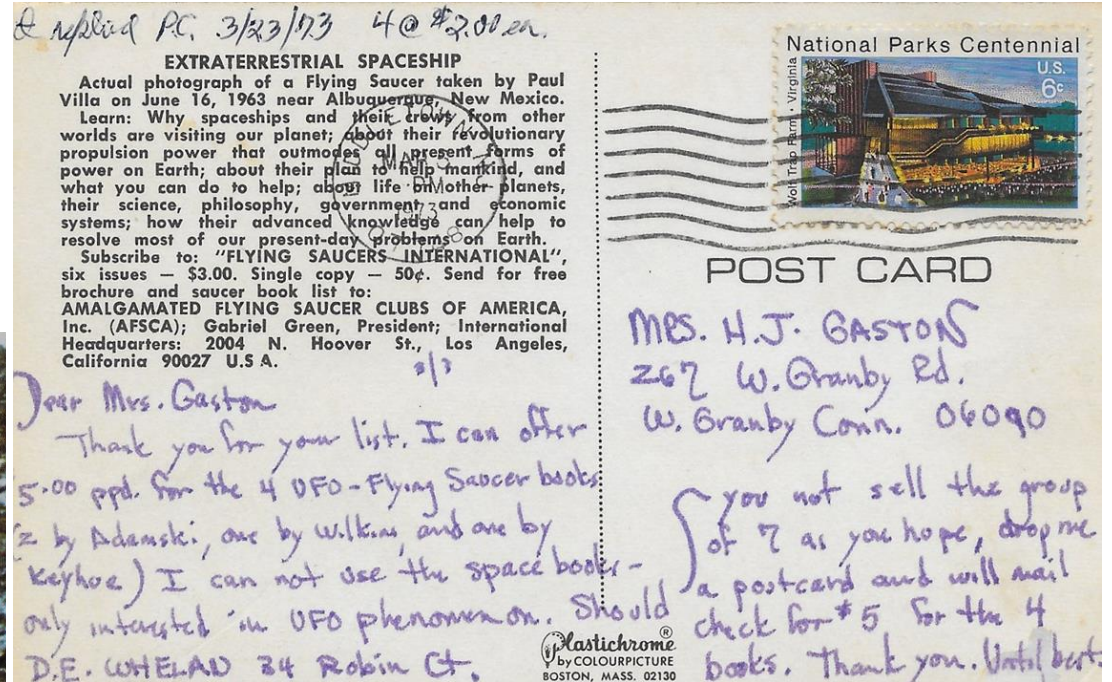 replied P.C. 3/23/73 4 @ $2.00 ea.
EXTRATERRESTRIAL SPACESHIP
Actual photograph of a Flying Saucer taken by Paul
Villa on June 16, 1963 near Albuquerque, New Mexico.
Learn: Why spaceships and their crews from other
worlds are visiting our planet; about their revolutionary
propulsion power that outmodes all present forms of
power on Earth; about their plan to help mankind, and
what you can do to help; about life on other planets,
their science, philosophy, government and economic
systems; how their advanced knowledge can help to
resolve most of our present-day problems on Earth.
Subscribe to: "FLYING SAUCERS INTERNATIONAL",
six issues — $3.00. Single copy — 50¢. Send for free
brochure and saucer book list to:
AMALGAMATED FLYING SAUCER CLUBS OF AMERICA,
Inc. (AFSCA); Gabriel Green, President; International
Headquarters: 2004 N. Hoover St., Los Angeles,
California 90027 U.S.A.
Dear Mrs. Gaston
Thank you for your list. I can offer
5.00 ppd. for the 4 UFO-Flying Saucer books
(2 by Adamski, one by Wilkins, and one by
Keyhoe) I can not use the space books-
only interested in UFO phenomenon. Should
D.E. WHELAN 34 Robin Ct.
you not sell the group
of 7 as you hope, drop me
a postcard and will mail
check for $5 for the 4
books. Thank you. Until
National Parks Centennial
U.S.
6c
Wolf Trap Farm · Virginia
MAR
PM
1973
POST CARD
MRS. H.J. GASTON
267 W. Granby Rd.
W. Granby Conn. 06090
Plastichrome®
by COLOURPICTURE
BOSTON, MASS. 02130